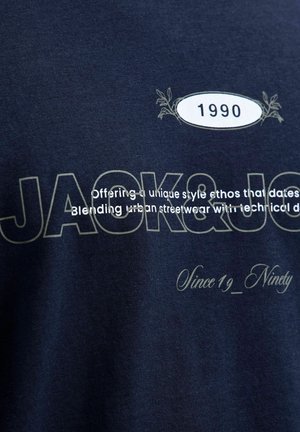 1990
JACK&JO
Offering a unique style ethos that dates
Blending urban streetwear with technical d
Since 19_Ninety